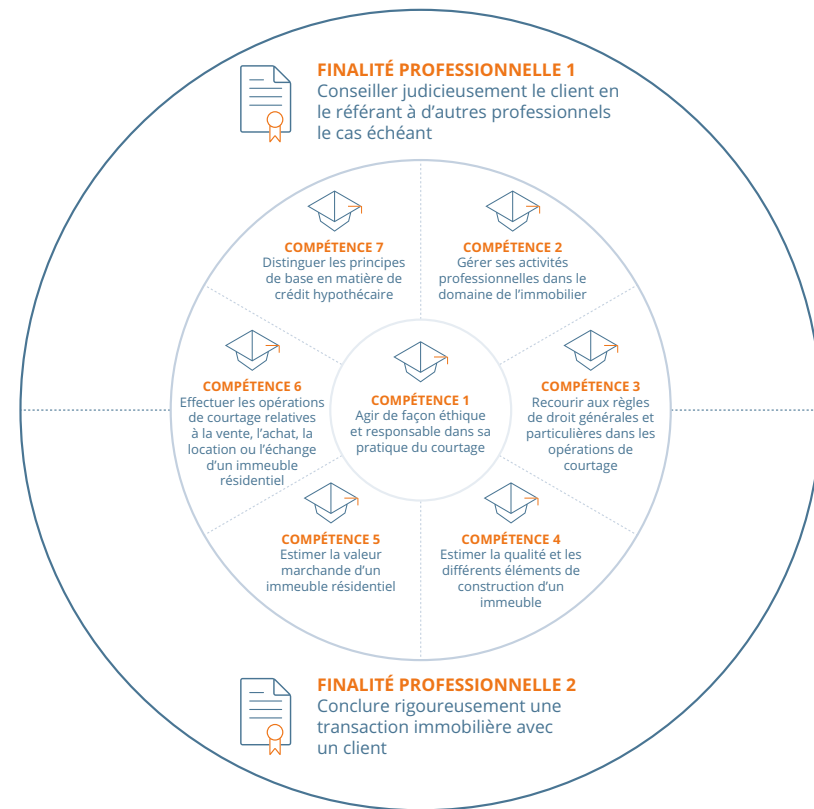 FINALITÉ PROFESSIONNELLE 1
Conseiller judicieusement le client en
le référant à d’autres professionnels
le cas échéant
COMPÉTENCE 7
Distinguer les principes
de base en matière de
crédit hypothécaire
COMPÉTENCE 2
Gérer ses activités
professionnelles dans le
domaine de l’immobilier
COMPÉTENCE 6
Effectuer les opérations
de courtage relatives
à la vente, l’achat, la
location ou l’échange
d’un immeuble
résidentiel
COMPÉTENCE 1
Agir de façon éthique
et responsable dans sa
pratique du courtage
COMPÉTENCE 3
Recourir aux règles
de droit générales et
particulières dans les
opérations de
courtage
COMPÉTENCE 5
Estimer la valeur
marchande d’un
immeuble résidentiel
COMPÉTENCE 4
Estimer la qualité et les
différents éléments de
construction d’un
immeuble
FINALITÉ PROFESSIONNELLE 2
Conclure rigoureusement une
transaction immobilière avec
un client